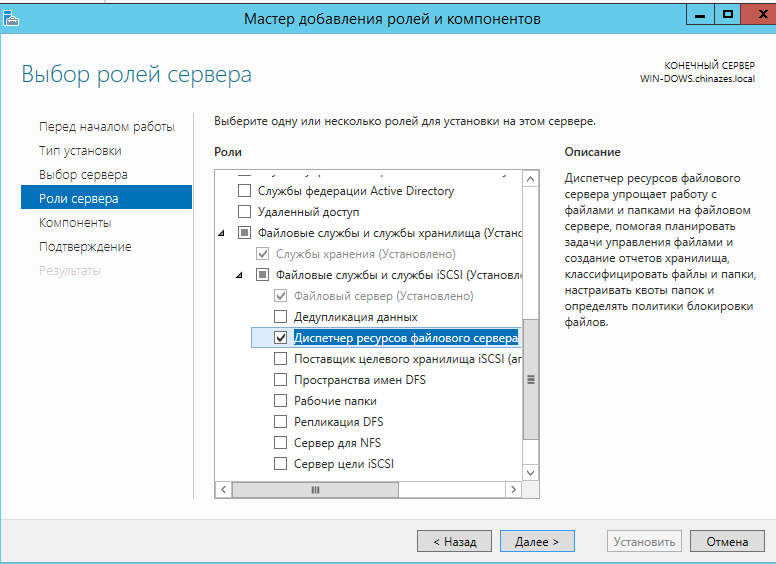 Мастер добавления ролей и компонентов
Выбор ролей сервера
КОНЕЧНЫЙ СЕРВЕР
WIN-DOWS.chinazes.local
Перед началом работы
Тип установки
Выбор сервера
Роли сервера
Компоненты
Подтверждение
Результаты
Выберите одну или несколько ролей для установки на этом сервере.
Роли
Службы федерации Active Directory
Удаленный доступ
Файловые службы и службы хранилища (Устано
Службы хранения (Установлено)
Файловые службы и службы iSCSI (Установле
Файловый сервер (Установлено)
Дедупликация данных
Диспетчер ресурсов файлового сервера
Поставщик целевого хранилища iSCSI (ап
Пространства имен DFS
Рабочие папки
Репликация DFS
Сервер для NFS
Сервер цели iSCSI
Описание
Диспетчер ресурсов файлового
сервера упрощает работу с
файлами и папками на файловом
сервере, помогая планировать
задачи управления файлами и
создание отчетов хранилища,
классифицировать файлы и папки,
настраивать квоты папок и
определять политики блокировки
файлов.
< Назад
Далее >
Установить
Отмена